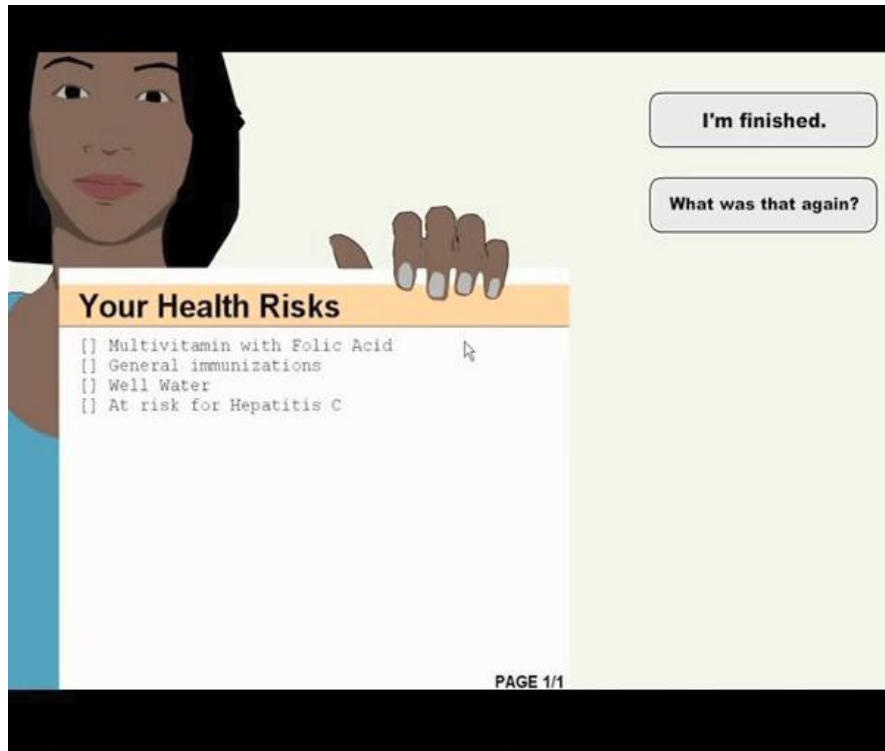 I'm finished.
What was that again?
Your Health Risks
[] Multivitamin with Folic Acid
[] General immunizations
[] Well Water
[] At risk for Hepatitis C
PAGE 1/1